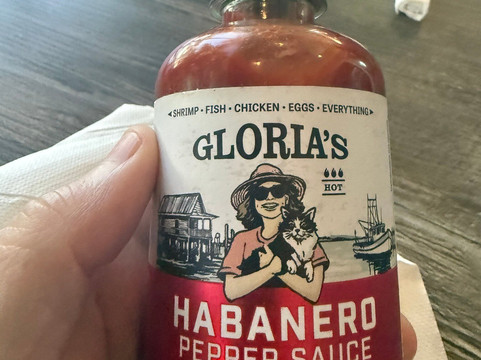 ◄SHRIMP • FISH • CHICKEN • EGGS • EVERYTHING►
GLORIA'S
HOT
HABANERO
PEPPER SAUCE